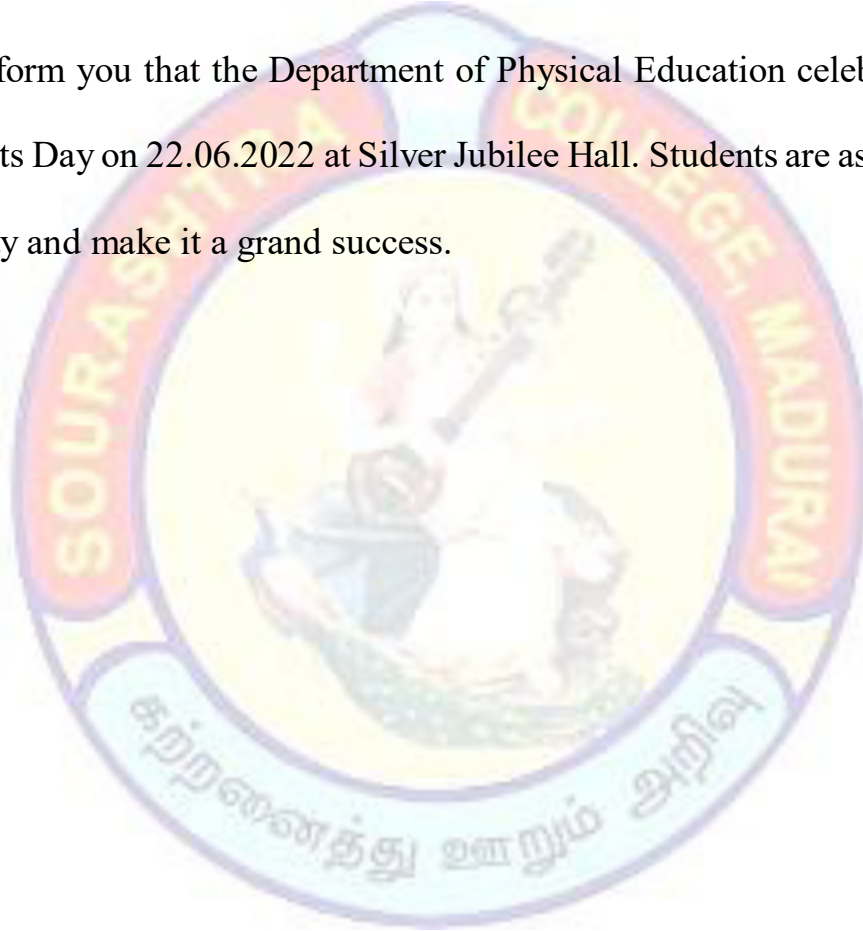 form you that the Department of Physical Education celeb
ts Day on 22.06.2022 at Silver Jubilee Hall. Students are as
y and make it a grand success.
SOURASHTRA COLLEGE, MADURAI
கற்றனைத்து ஊறும் அறிவு